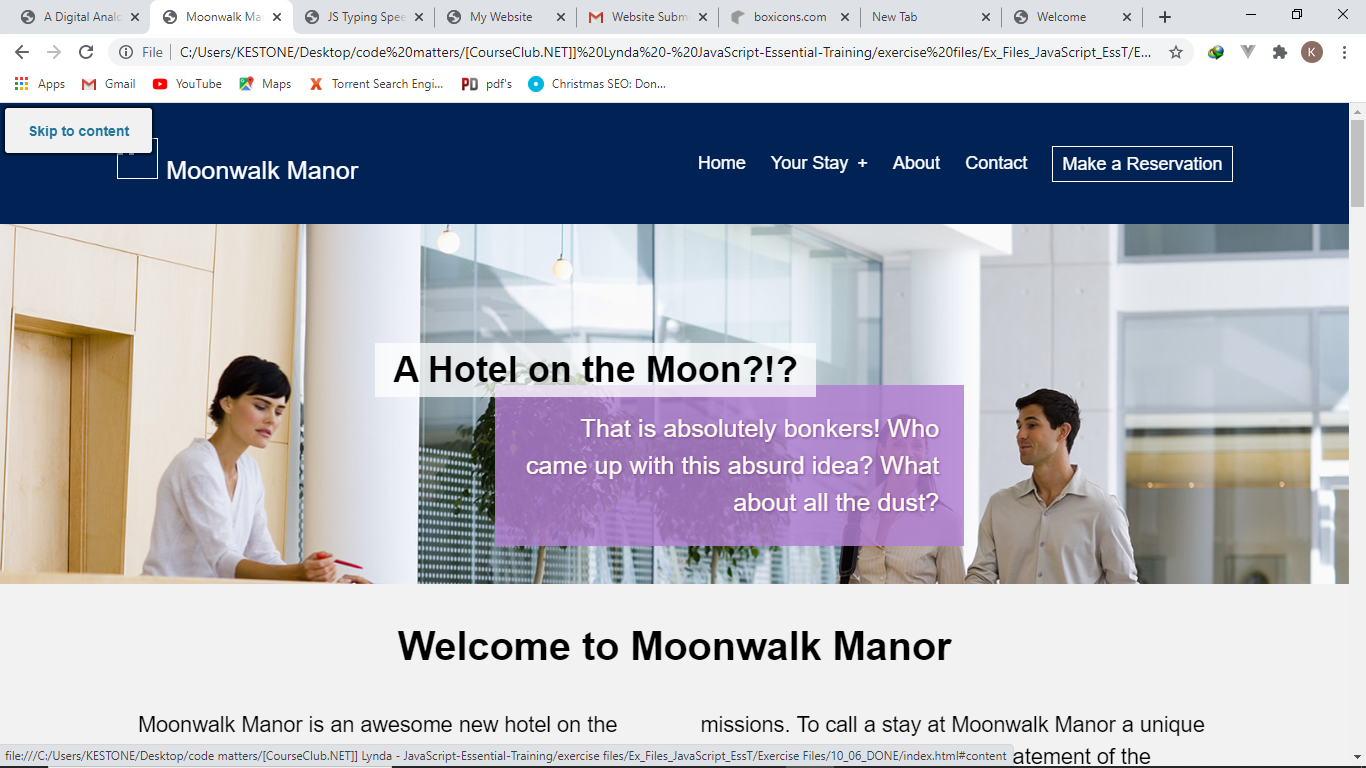 A Digital Analo
Moonwalk Ma
JS Typing Spee
My Website
Website Subm
boxicons.com
New Tab
Welcome
File
C:/Users/KESTONE/Desktop/code%20matters/[CourseClub.NET]]%20Lynda%20-%20JavaScript-Essential-Training/exercise%20files/Ex_Files_JavaScript_EssT/E...
K
Apps
Gmail
YouTube
Maps
X
Torrent Search Engi...
PD
pdf's
Christmas SEO: Don...
Skip to content
Moonwalk Manor
Home
Your Stay +
About
Contact
Make a Reservation
A Hotel on the Moon?!?
That is absolutely bonkers! Who
came up with this absurd idea? What
about all the dust?
Welcome to Moonwalk Manor
Moonwalk Manor is an awesome new hotel on the
missions. To call a stay at Moonwalk Manor a unique
atement of the
file:///C:/Users/KESTONE/Desktop/code matters/[CourseClub.NET]] Lynda - JavaScript-Essential-Training/exercise files/Ex_Files_JavaScript_EssT/Exercise Files/10_06_DONE/index.html#content